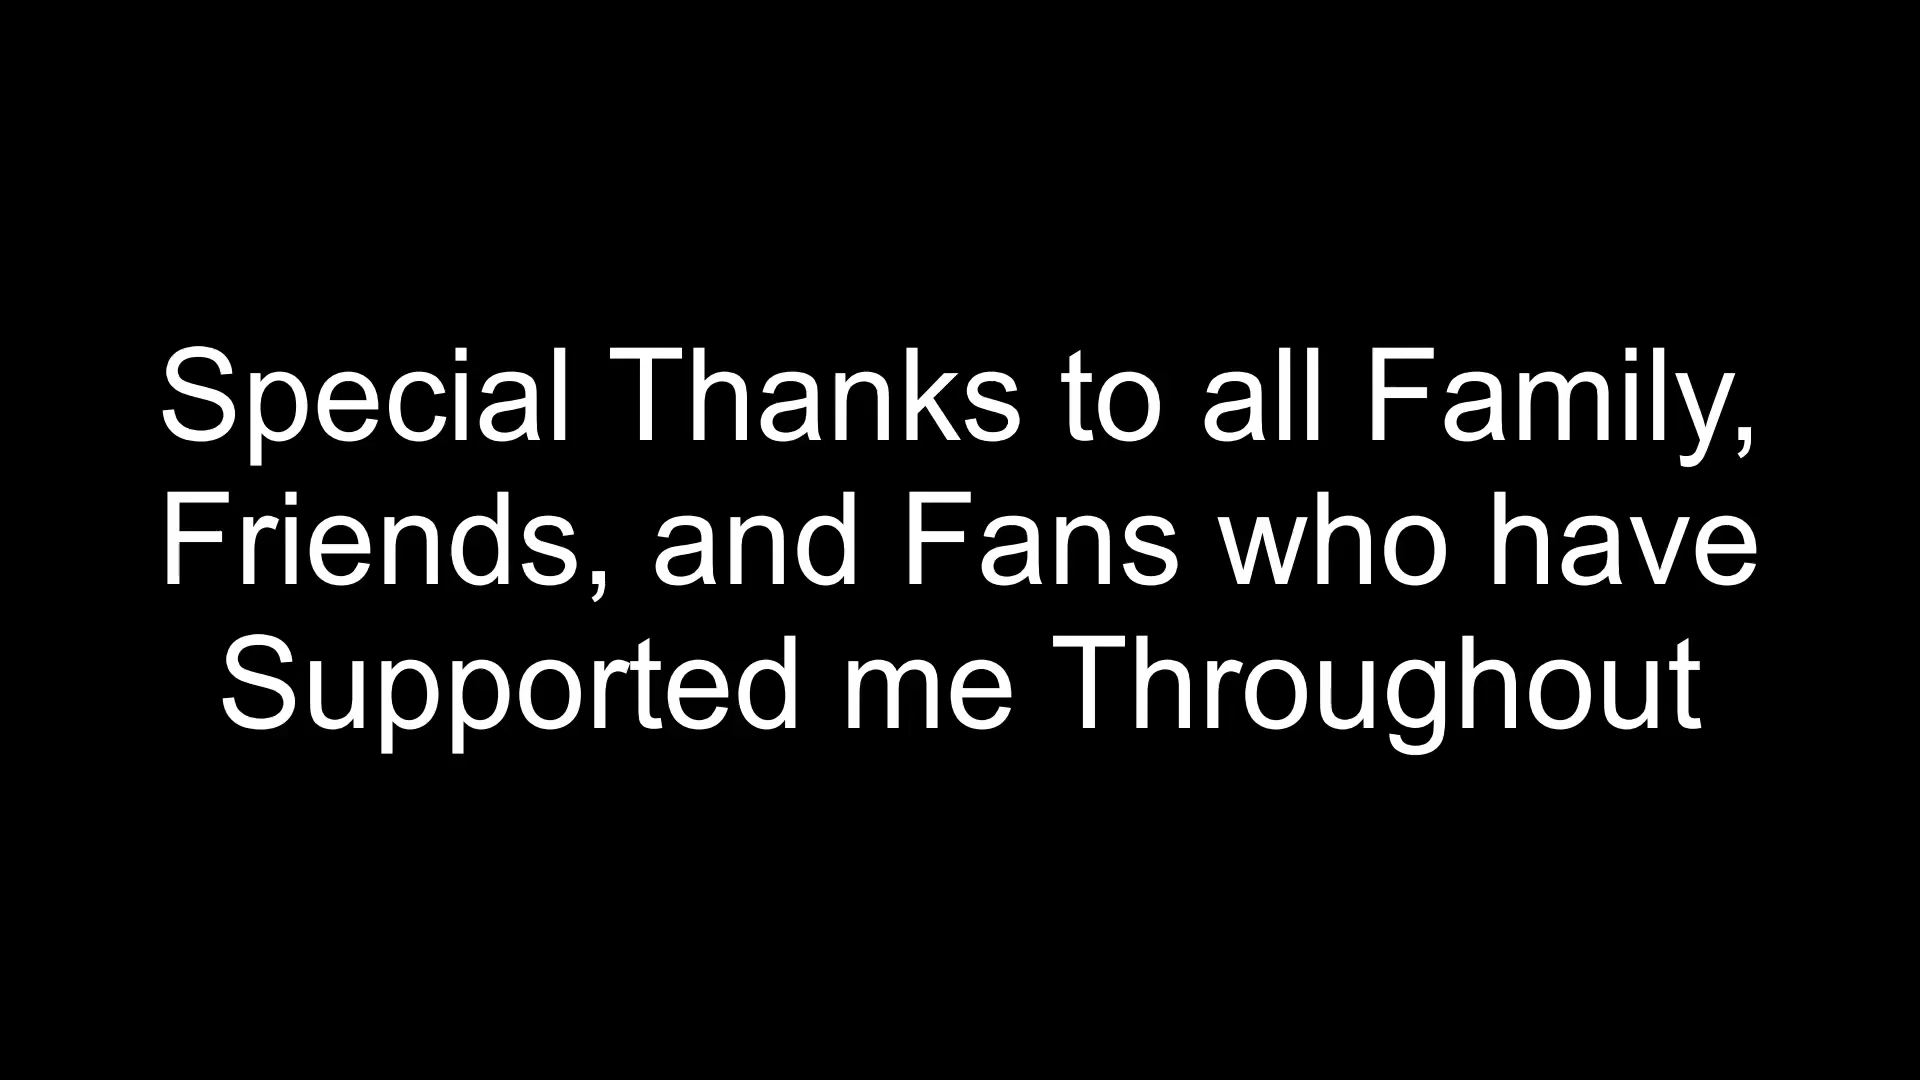 Special Thanks to all Family,
Friends, and Fans who have
Supported me Throughout